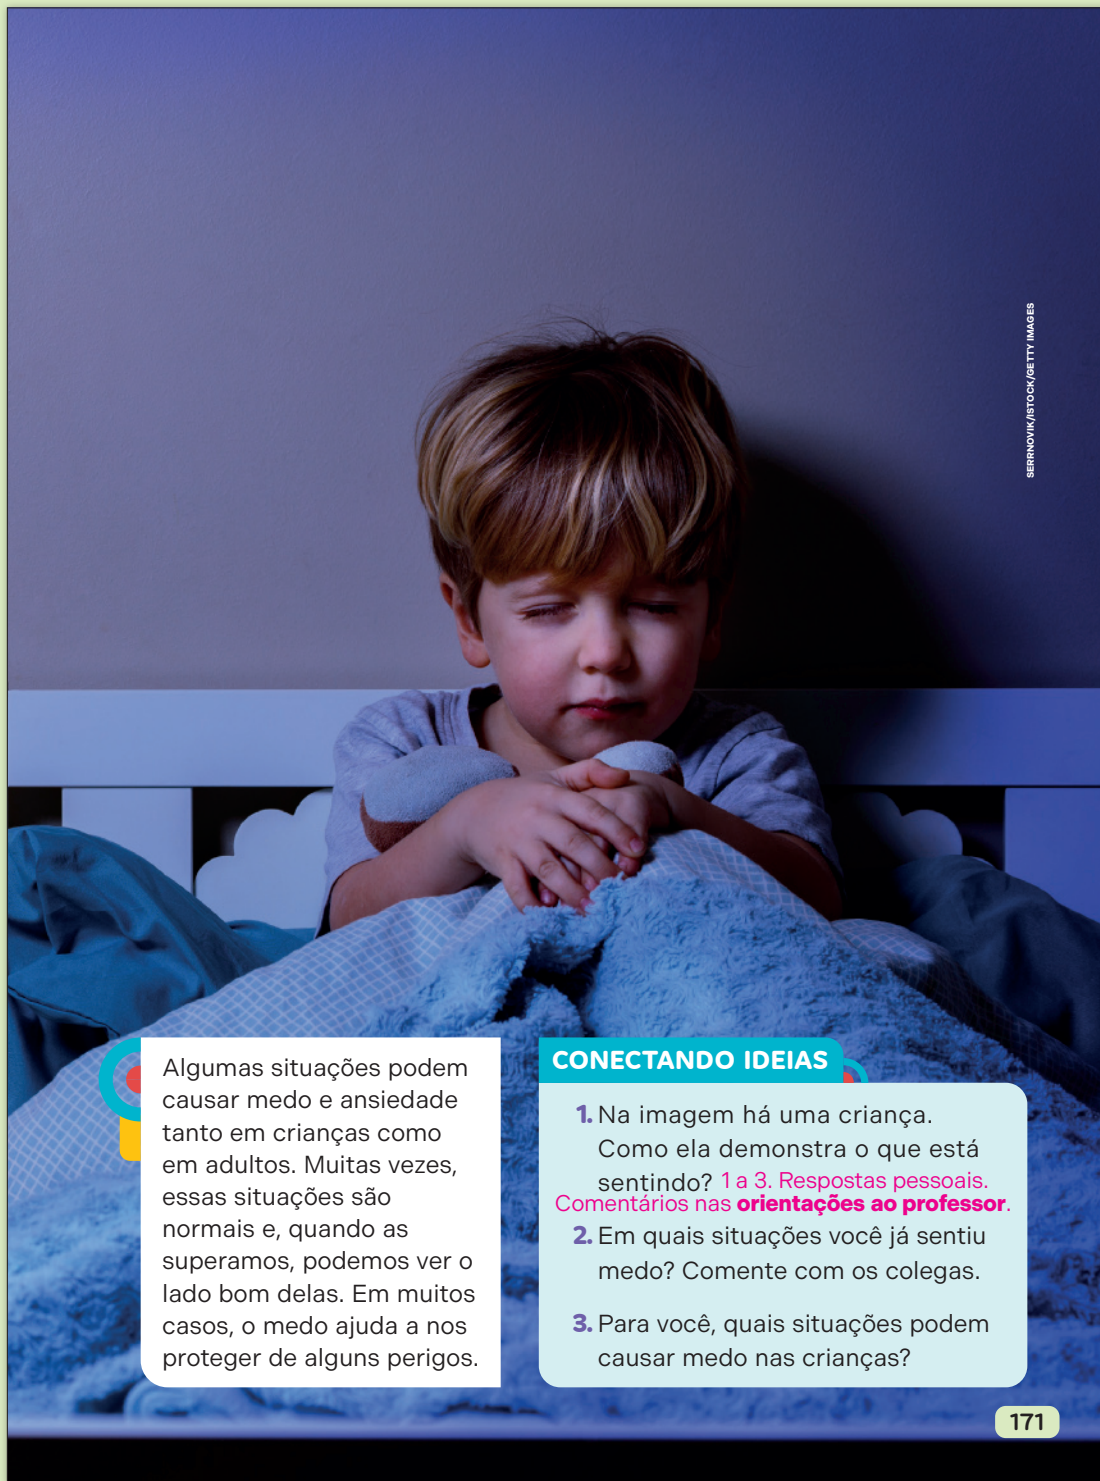 SERRNOVIK/ISTOCK/GETTY IMAGES
Algumas situações podem
causar medo e ansiedade
tanto em crianças como
em adultos. Muitas vezes,
essas situações são
normais e, quando as
superamos, podemos ver o
lado bom delas. Em muitos
casos, o medo ajuda a nos
proteger de alguns perigos.
CONECTANDO IDEIAS
1. Na imagem há uma criança.
Como ela demonstra o que está
sentindo? 1 a 3. Respostas pessoais.
Comentários nas orientações ao professor.
2. Em quais situações você já sentiu
medo? Comente com os colegas.
3. Para você, quais situações podem
causar medo nas crianças?
171